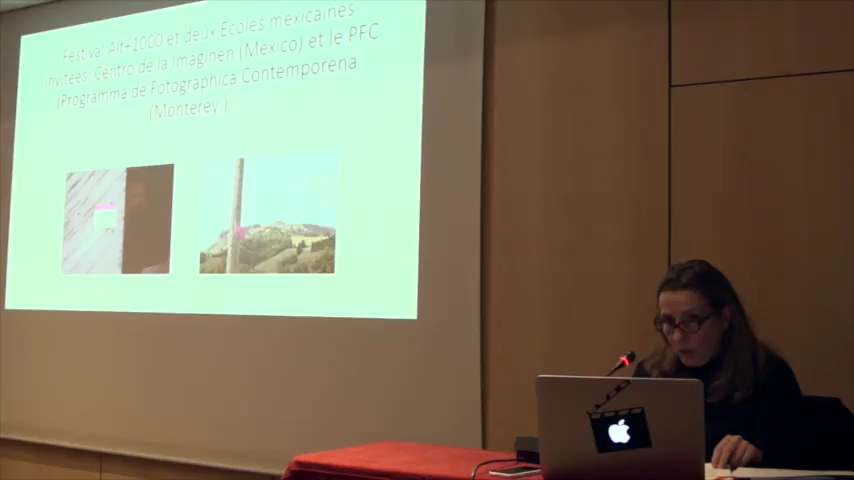 Festival Alt+1000 et deux Ecoles mexicaines
invitées: Centro de la Imaginen (Mexico) et le PFC
(Programma de Fotographica Contemporena
(Monterey )